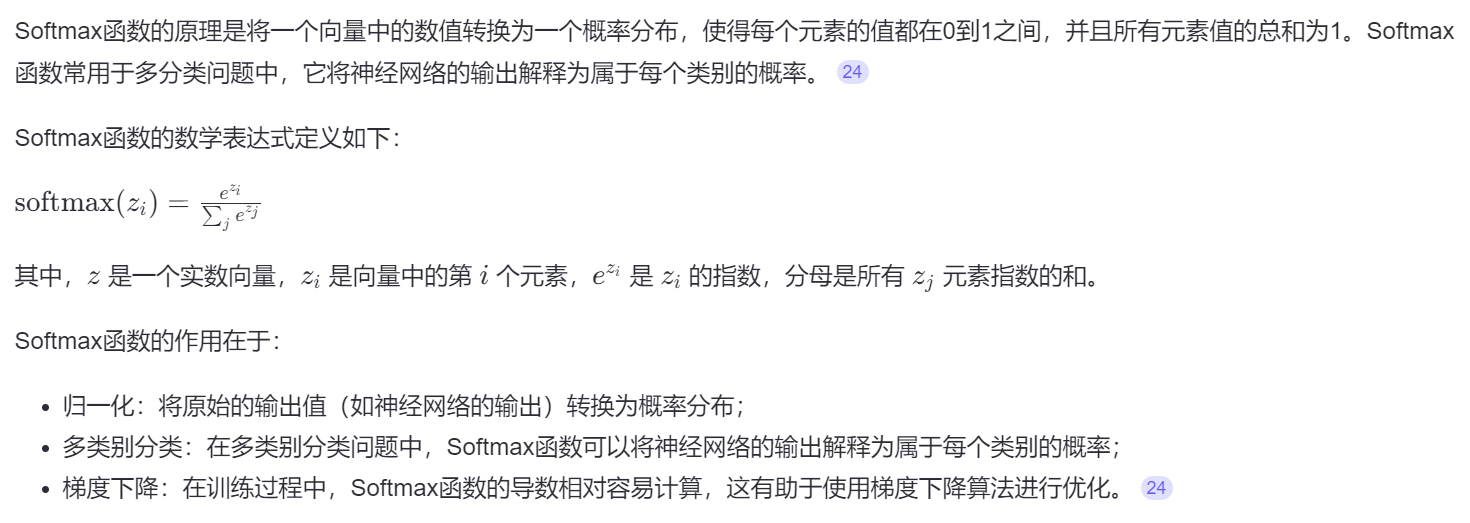 Softmax函数的原理是将一个向量中的数值转换为一个概率分布，使得每个元素的值都在0到1之间，并且所有元素值的总和为1。Softmax
函数常用于多分类问题中，它将神经网络的输出解释为属于每个类别的概率。 24
Softmax函数的数学表达式定义如下：
softmax(z_i) = \frac{e^{z_i}}{\sum_j e^{z_j}}
其中，z 是一个实数向量，z_i 是向量中的第 i 个元素，e^{z_i} 是 z_i 的指数，分母是所有 z_j 元素指数的和。
Softmax函数的作用在于：
• 归一化：将原始的输出值（如神经网络的输出）转换为概率分布；
• 多类别分类：在多类别分类问题中，Softmax函数可以将神经网络的输出解释为属于每个类别的概率；
• 梯度下降：在训练过程中，Softmax函数的导数相对容易计算，这有助于使用梯度下降算法进行优化。 24